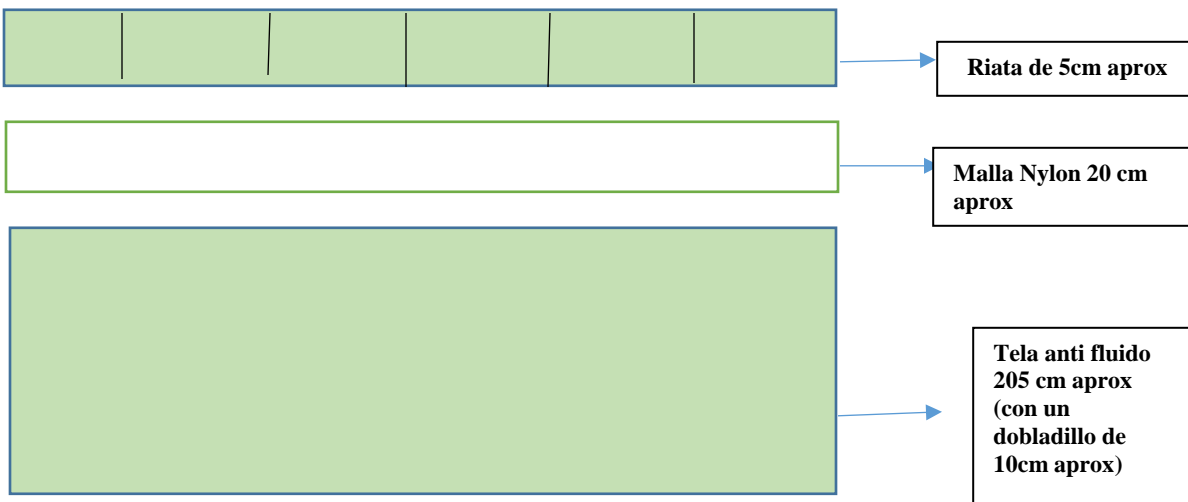 Riata de 5cm aprox
Malla Nylon 20 cm
aprox
Tela anti fluido
205 cm aprox
(con un
dobladillo de
10cm aprox)